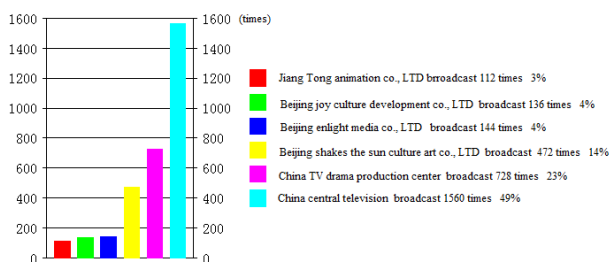 1600 1600 (times)
1400 1400
1200 1200
1000 1000
800 800
600 600
400 400
200 200
0 0
Jiang Tong animation co., LTD brroadcast 112 times 3%
Beijing joy culture development co., LTD broadcast 136 times 4%
Beijing enlight media co., LTD broadcast 144 times 4%
Beijing shakes the sun culture art co., LTD broadcast 472 times 14%
China TV drama production center broadcast 728 times 23%
China central television broadcast 1560 times 49%